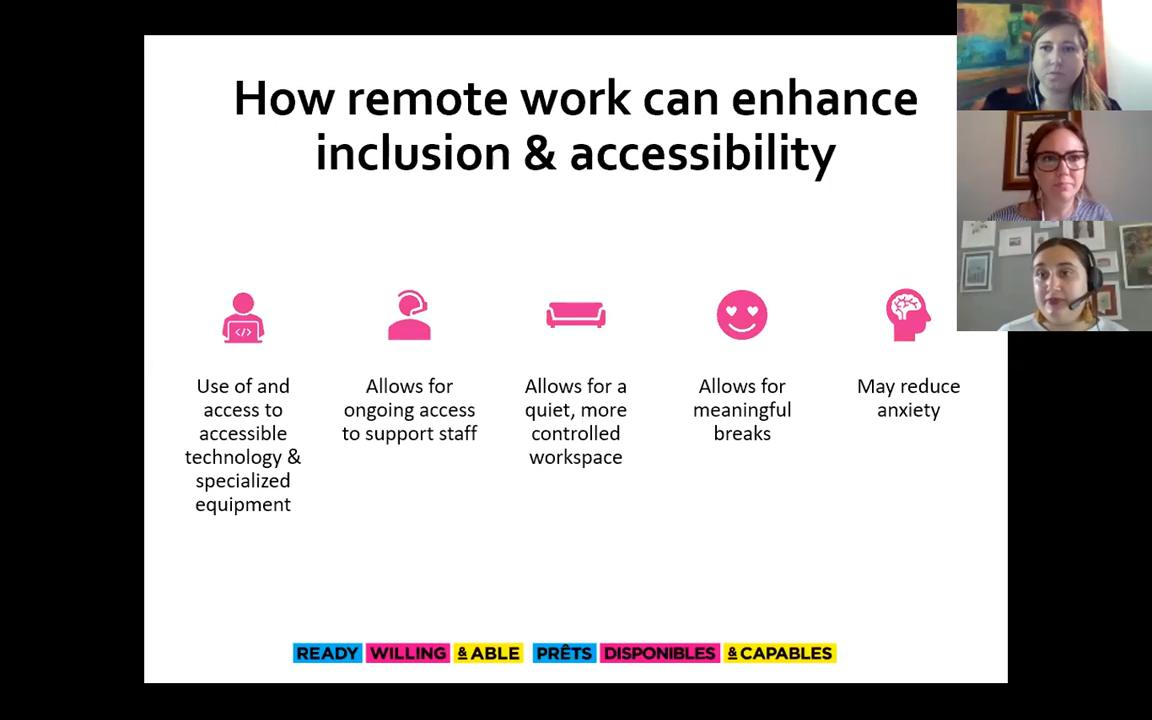 How remote work can enhance
inclusion & accessibility
</>
Use of and
access to
accessible
technology &
specialized
equipment
Allows for
ongoing access
to support staff
Allows for a
quiet, more
controlled
workspace
Allows for
meaningful
breaks
May reduce
anxiety
READY WILLING & ABLE PRÊTS DISPONIBLES & CAPABLES